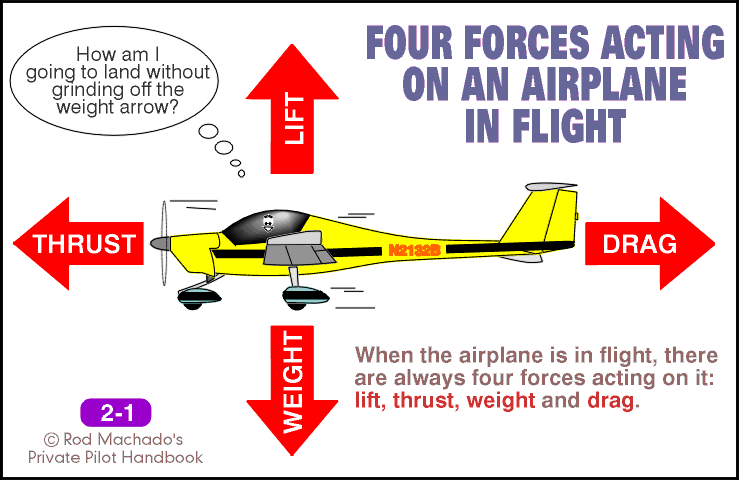 How am I
going to land without
grinding off the
weight arrow?
FOUR FORCES ACTING
ON AN AIRPLANE
IN FLIGHT
LIFT
THRUST
N2132B
DRAG
WEIGHT
When the airplane is in flight, there
are always four forces acting on it:
lift, thrust, weight and drag.
2-1
© Rod Machado's
Private Pilot Handbook